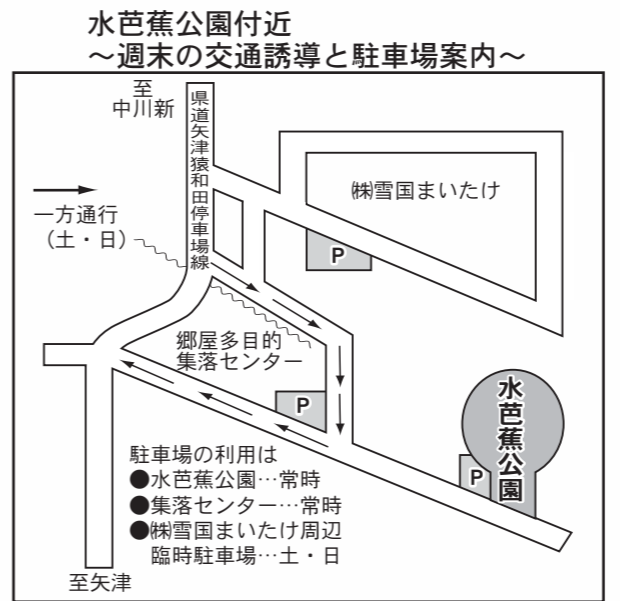 水芭蕉公園付近
～週末の交通誘導と駐車場案内～
至
中川新
県道矢津猿和田停車場線
一方通行
（土・日）
㈱雪国まいたけ
P
郷屋多目的
集落センター
P
水芭蕉公園
P
駐車場の利用は
●水芭蕉公園…常時
●集落センター…常時
●㈱雪国まいたけ周辺
臨時駐車場…土・日
至矢津